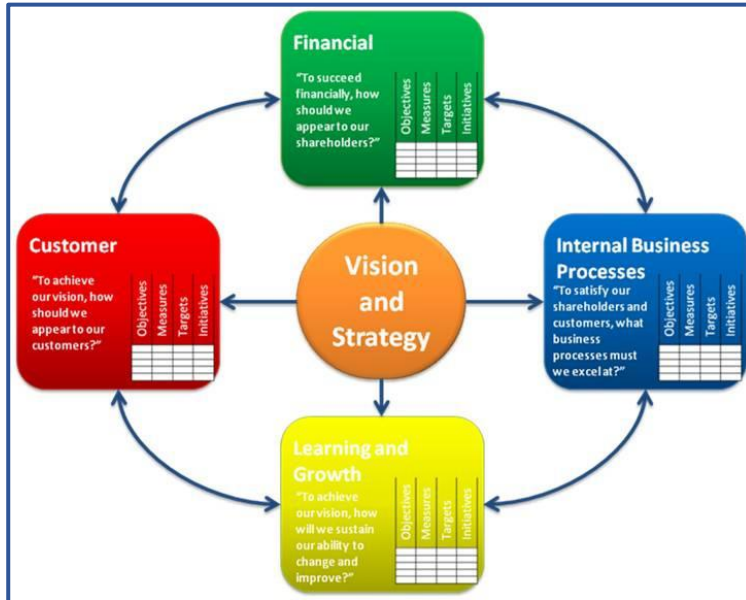 Financial
"To succeed
financially, how
should we
appear to our
shareholders?"
Objectives
Measures
Targets
Initiatives
Customer
"To achieve
our vision, how
should we
appear to our
customers?"
Objectives
Measures
Targets
Initiatives
Vision
and
Strategy
Internal Business
Processes
"To satisfy our
shareholders and
customers, what
business
processes must
we excel at?"
Objectives
Measures
Targets
Initiatives
Learning and
Growth
"To achieve
our vision, how
will we sustain
our ability to
change and
improve?"
Objectives
Measures
Targets
Initiatives